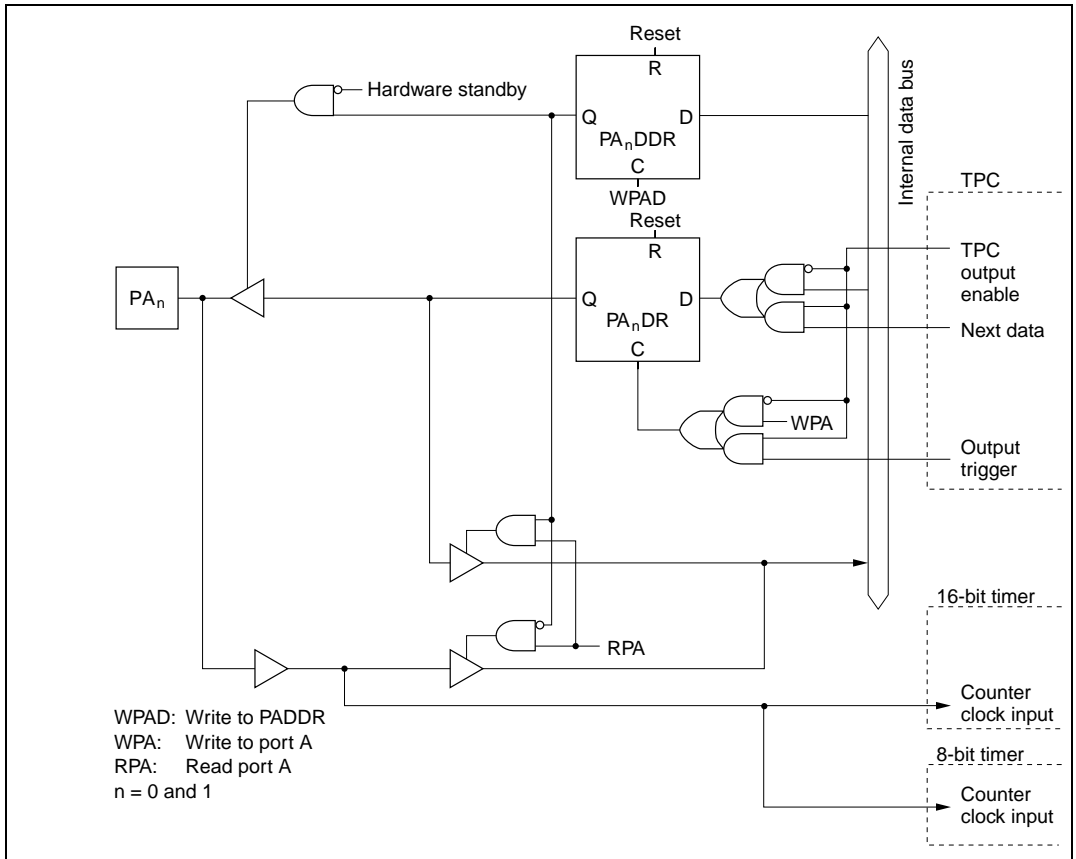 Reset
R
Hardware standby
Q
D
PAnDDR
C
WPAD
Internal data bus
TPC
Reset
R
TPC
output
enable
PAn
Q
D
PAnDR
Next data
C
WPA
Output
trigger
16-bit timer
RPA
Counter
clock input
WPAD: Write to PADDR
WPA: Write to port A
RPA: Read port A
n = 0 and 1
8-bit timer
Counter
clock input